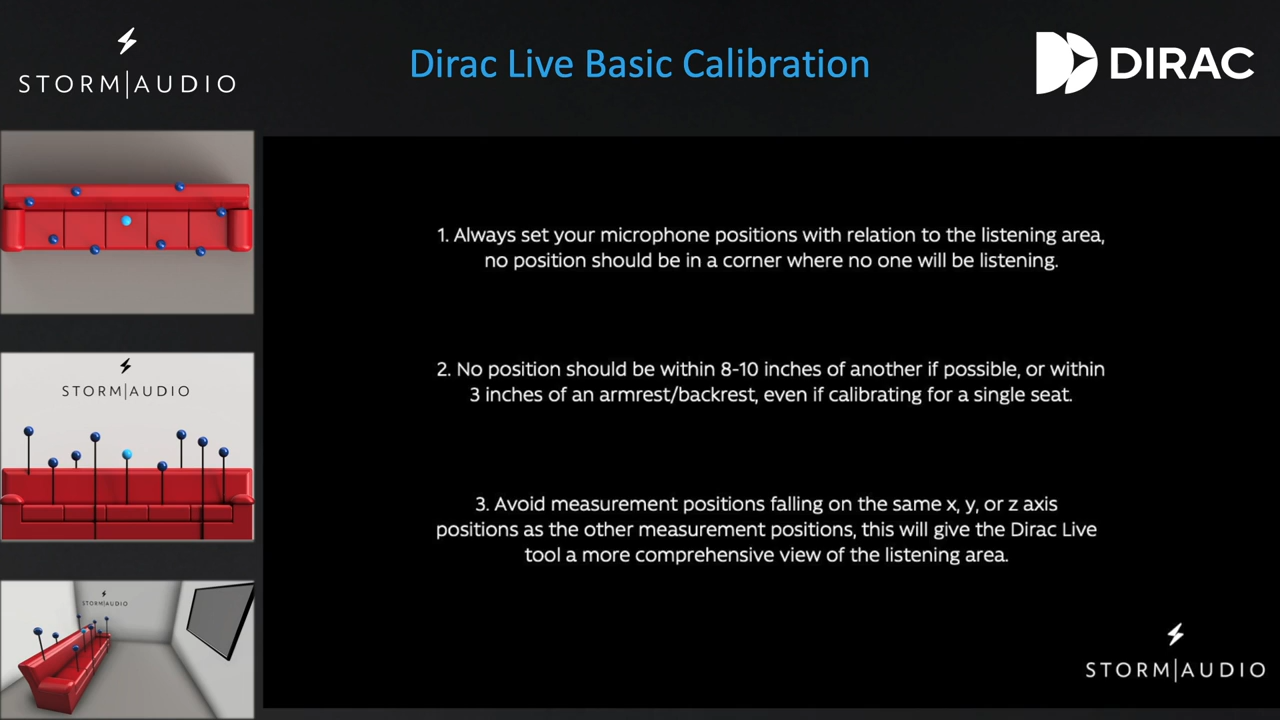 STORM|AUDIO
Dirac Live Basic Calibration
DIRAC
STORM|AUDIO
STORM|AUDIO
1. Always set your microphone positions with relation to the listening area,
no position should be in a corner where no one will be listening.
2. No position should be within 8-10 inches of another if possible, or within
3 inches of an armrest/backrest, even if calibrating for a single seat.
3. Avoid measurement positions falling on the same x, y, or z axis
positions as the other measurement positions, this will give the Dirac Live
tool a more comprehensive view of the listening area.
STORM|AUDIO